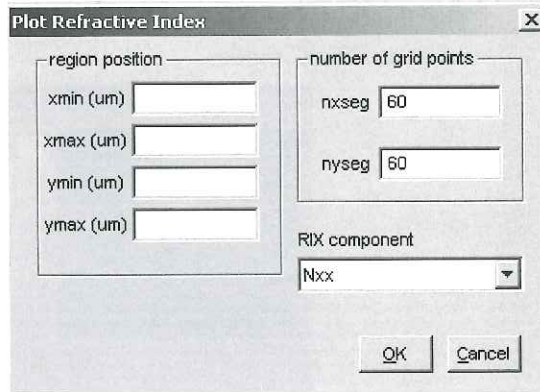 Plot Refractive Index
region position
xmin (um)
xmax (um)
ymin (um)
ymax (um)
number of grid points
nxseg 60
nyseg 60
RIX component
Nxx
OK Cancel